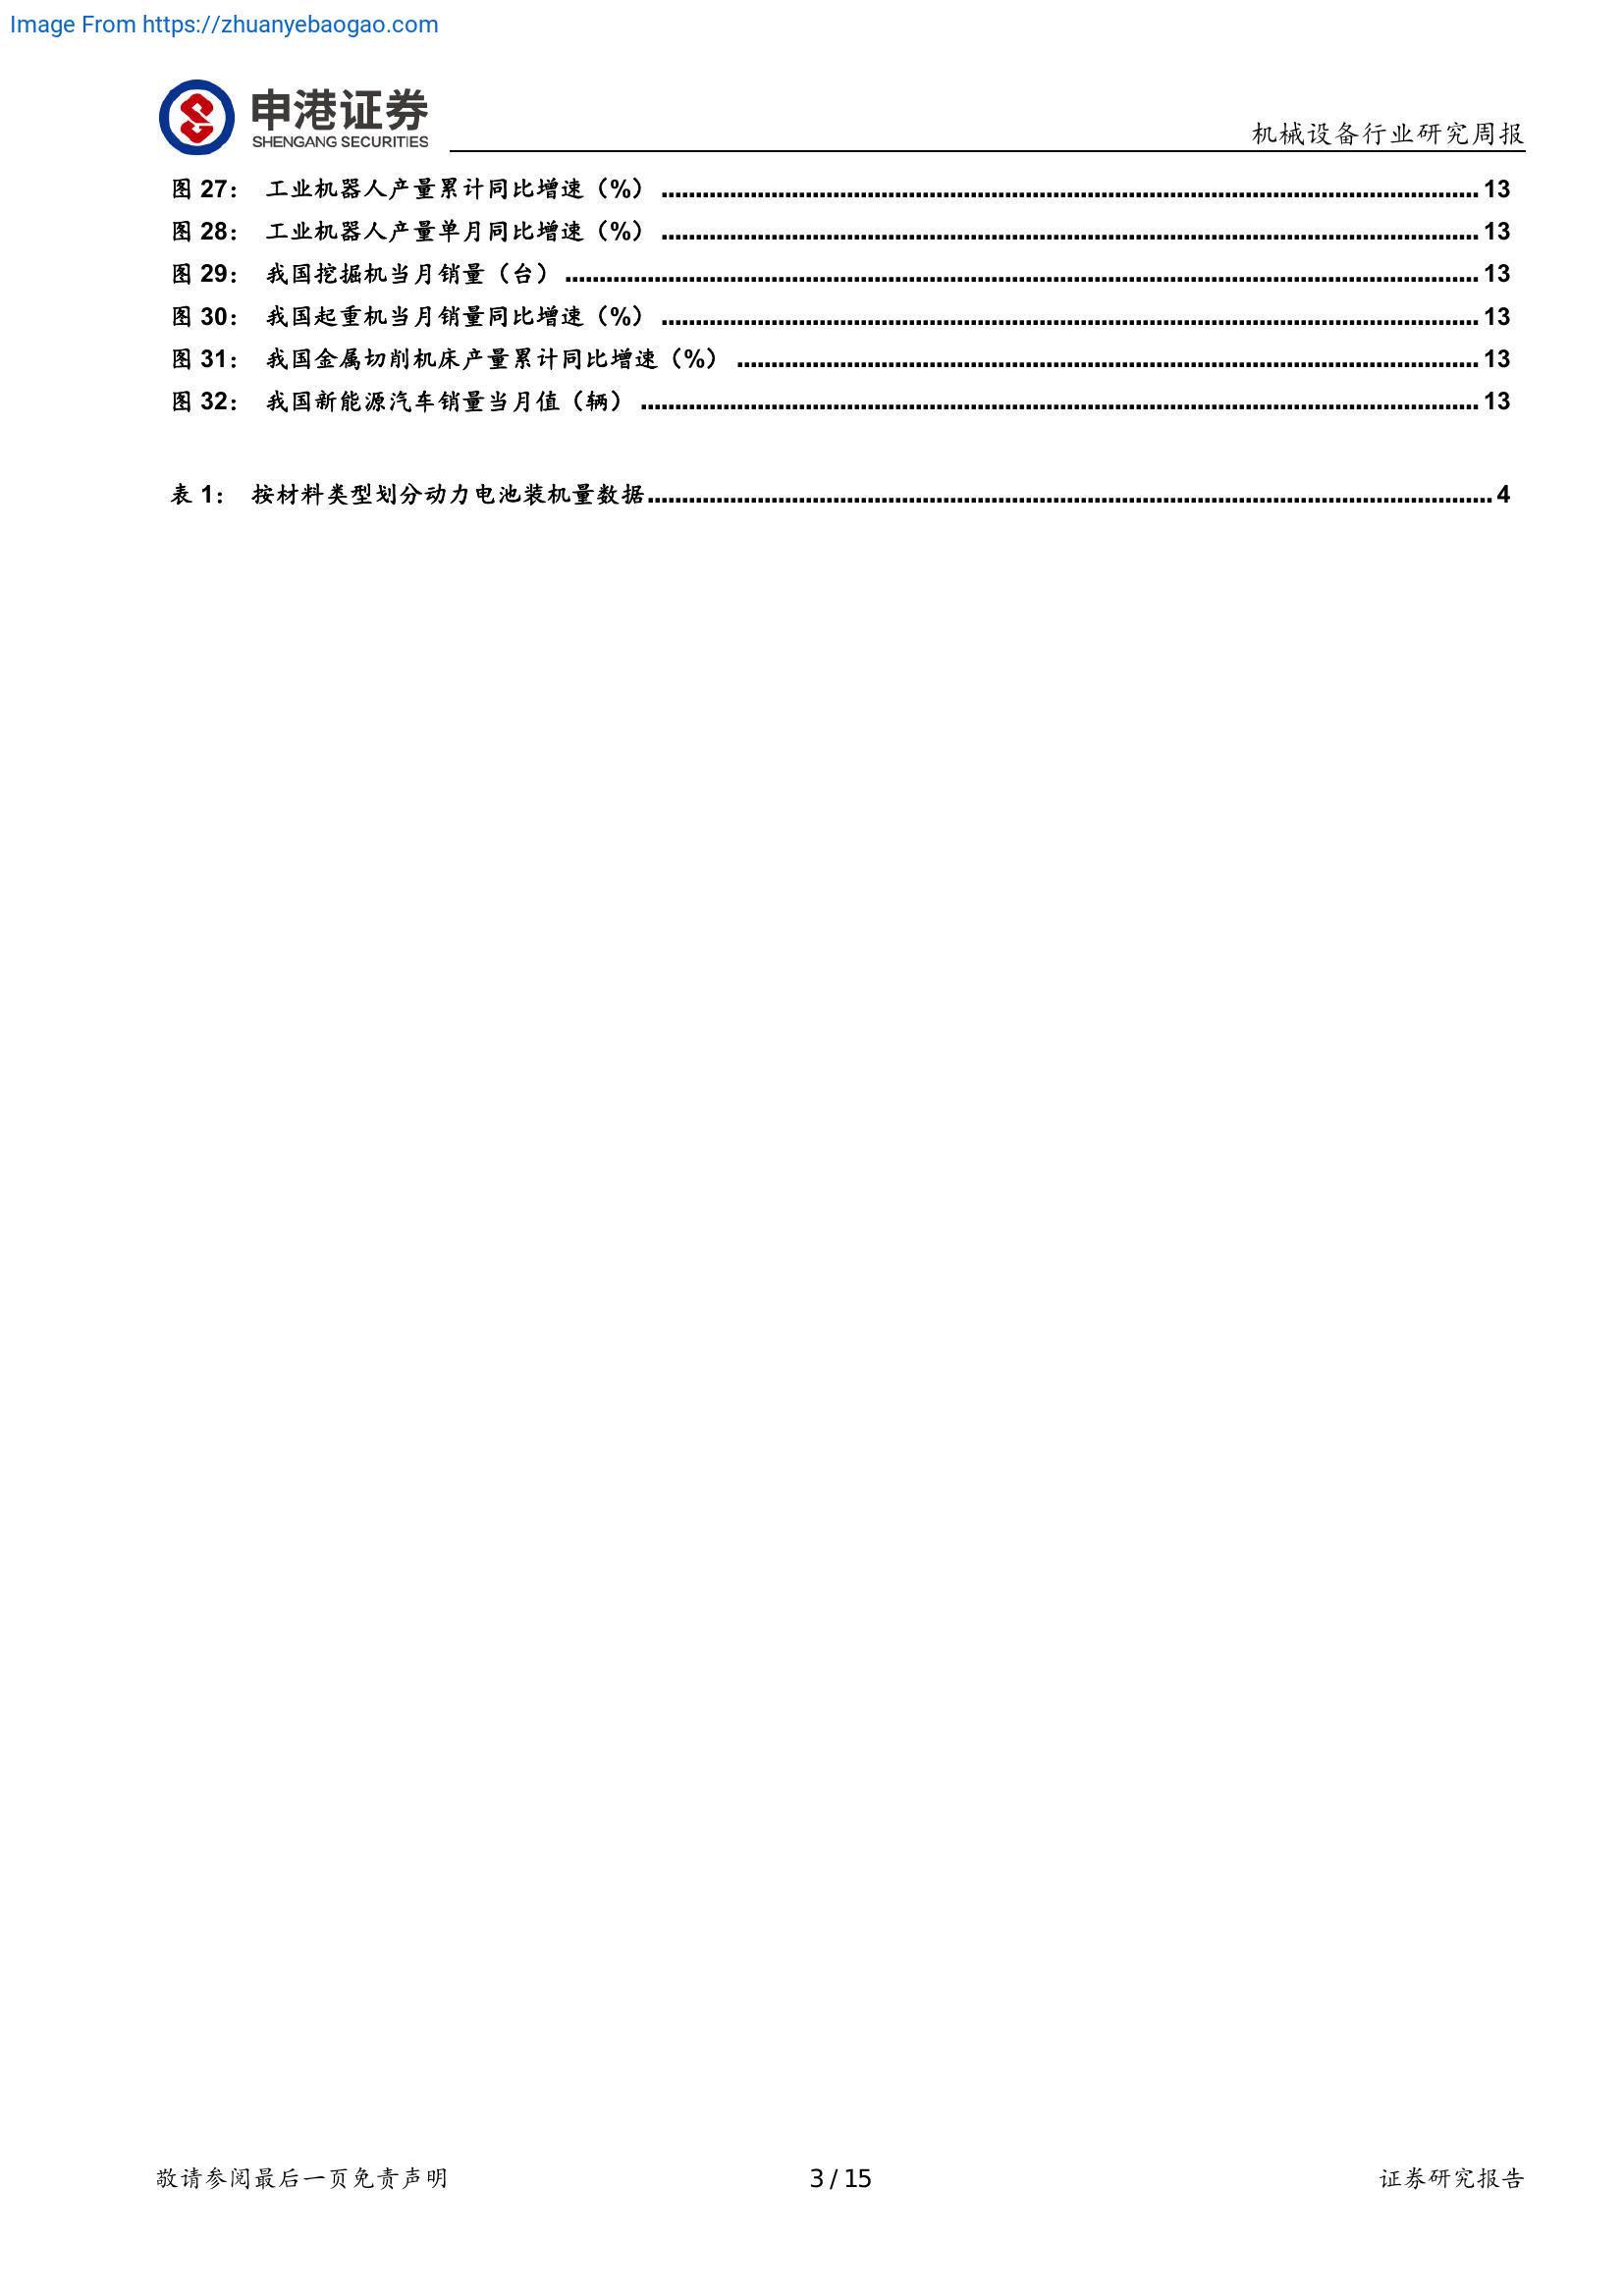 Image From https://zhuanyebaogao.com
申港证券
SHENGANG SECURITIES
机械设备行业研究周报
图 27： 工业机器人产量累计同比增速（%） ........ 13
图 28： 工业机器人产量单月同比增速（%） ........ 13
图 29： 我国挖掘机当月销量（台） ........ 13
图 30： 我国起重机当月销量同比增速（%） ........ 13
图 31： 我国金属切削机床产量累计同比增速（%） ........ 13
图 32： 我国新能源汽车销量当月值（辆） ........ 13
表 1： 按材料类型划分动力电池装机量数据........ 4
敬请参阅最后一页免责声明 3 / 15 证券研究报告